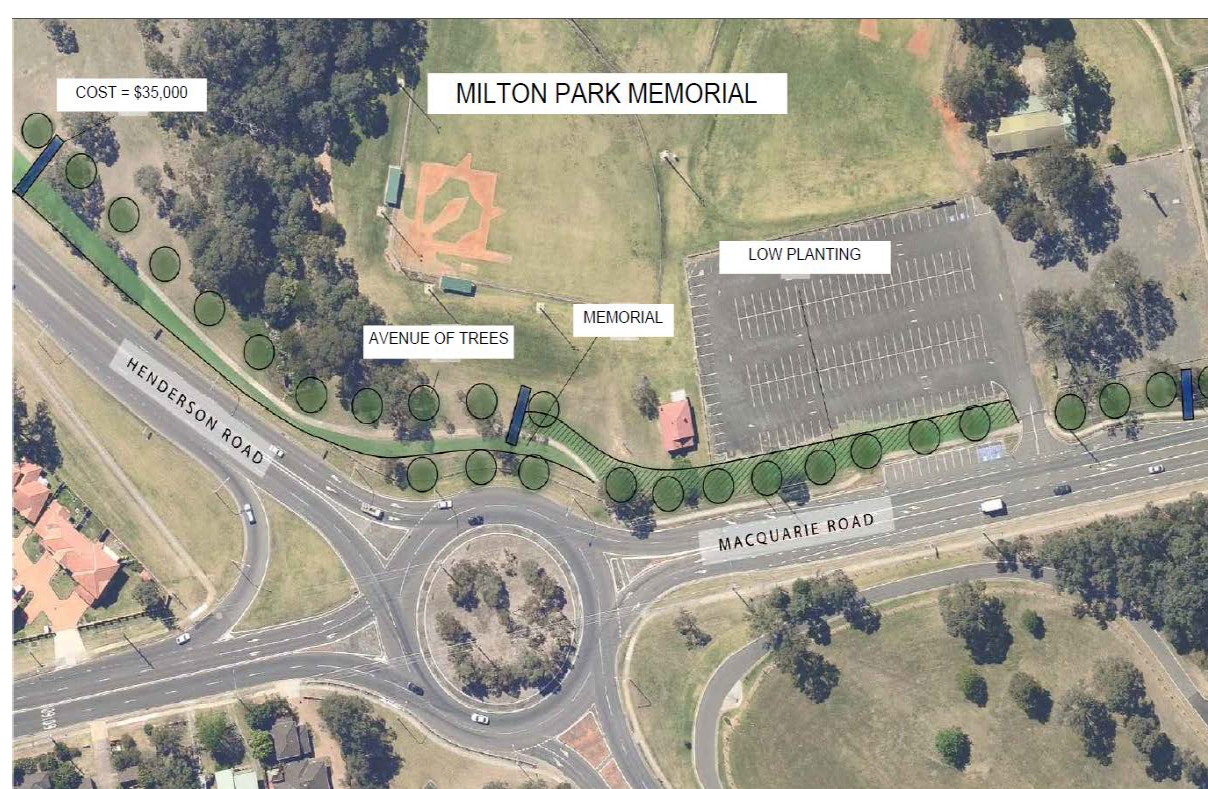 MILTON PARK MEMORIAL
COST = $35,000
LOW PLANTING
MEMORIAL
AVENUE OF TREES
HENDERSON ROAD
MACQUARIE ROAD